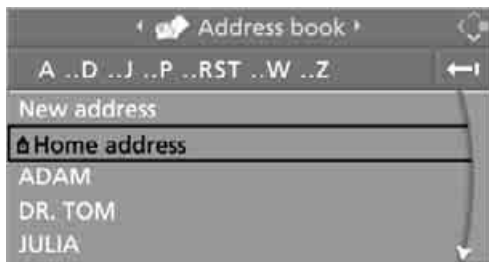 Address book
A ..D ..J ..P ..RST ..W ..Z
New address
Home address
ADAM
DR. TOM
JULIA